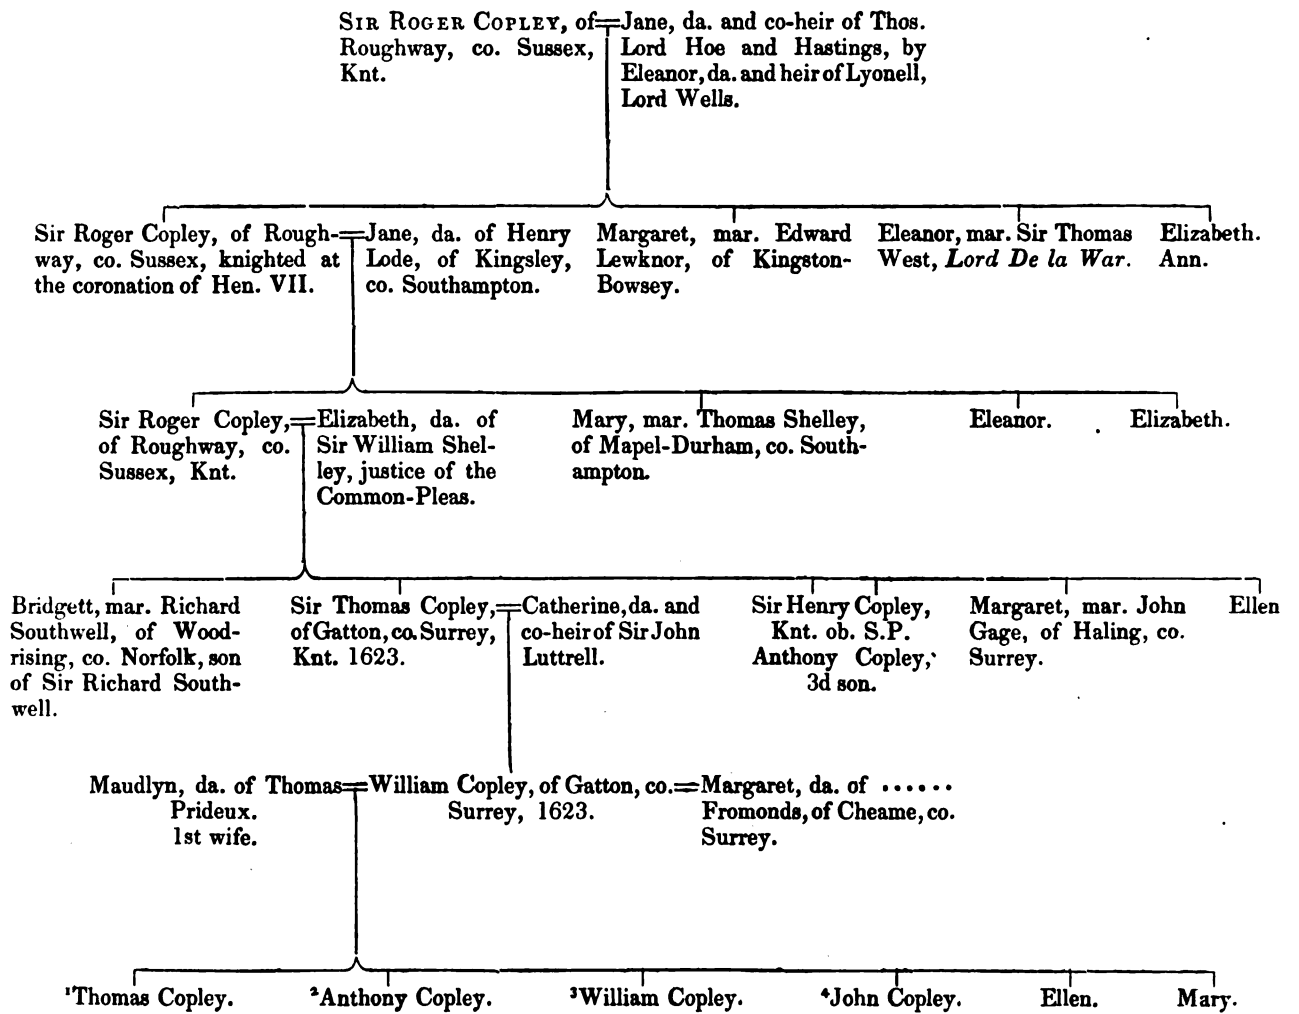 SIR ROGER COPLEY, of=Jane, da. and co-heir of Thos.
Roughway, co. Sussex, Lord Hoe and Hastings, by
Knt. Eleanor, da. and heir of Lyonell,
Lord Wells.
Sir Roger Copley, of Rough-=Jane, da. of Henry Margaret, mar. Edward Eleanor, mar. Sir Thomas Elizabeth.
way, co. Sussex, knighted at Lode, of Kingsley, Lewknor, of Kingston- West, Lord De la War. Ann.
the coronation of Hen. VII. co. Southampton. Bowsey.
Sir Roger Copley,=Elizabeth, da. of Mary, mar. Thomas Shelley, Eleanor. Elizabeth.
of Roughway, co. Sir William Shel- of Mapel-Durham, co. South-
Sussex, Knt. ley, justice of the ampton.
Common-Pleas.
Bridgett, mar. Richard Sir Thomas Copley,=Catherine, da. and Sir Henry Copley, Margaret, mar. John Ellen
Southwell, of Wood- of Gatton, co. Surrey, co-heir of Sir John Knt. ob. S.P. Gage, of Haling, co.
rising, co. Norfolk, son Knt. 1623. Luttrell. Anthony Copley, Surrey.
of Sir Richard South- 3d son.
well.
Maudlyn, da. of Thomas=William Copley, of Gatton, co.=Margaret, da. of ......
Prideux. Surrey, 1623. Fromonds, of Cheame, co.
1st wife. Surrey.
¹Thomas Copley. ²Anthony Copley. ³William Copley. ⁴John Copley. Ellen. Mary.